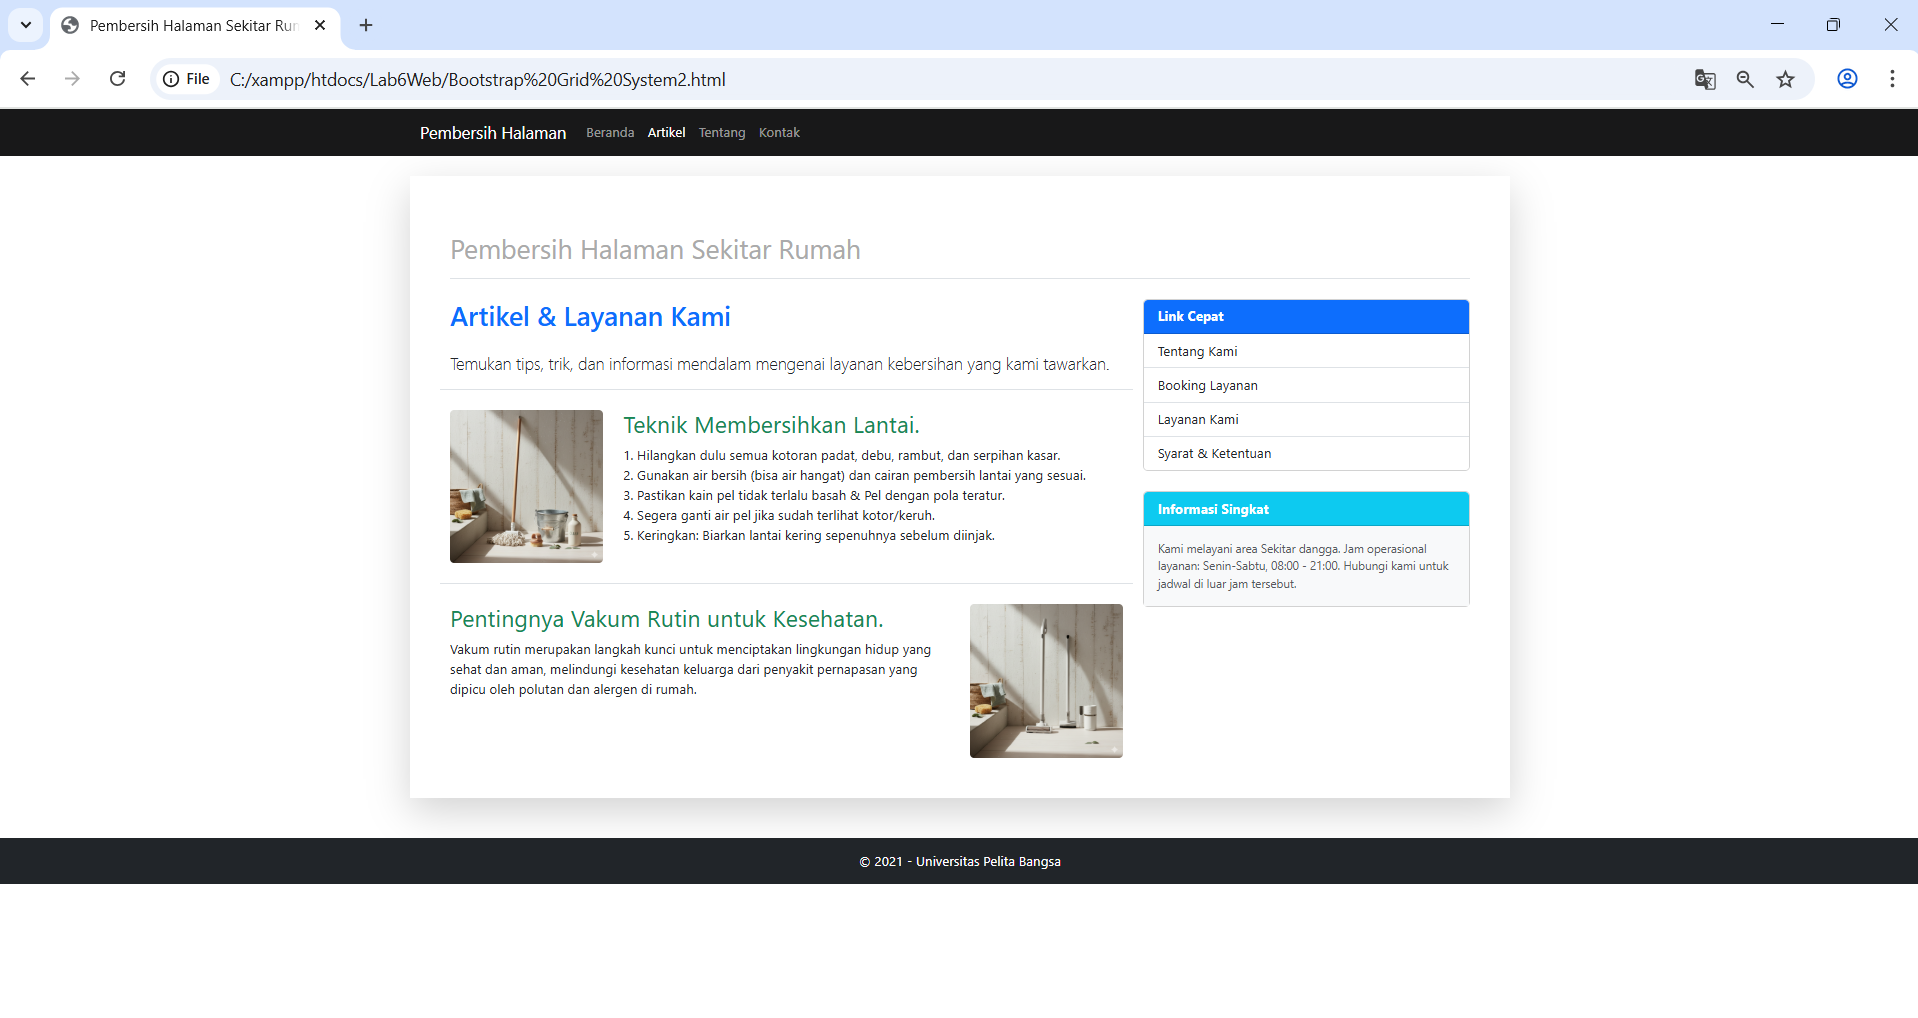 Pembersih Halaman Sekitar Run
File
C:/xampp/htdocs/Lab6Web/Bootstrap%20Grid%20System2.html
Pembersih Halaman Beranda Artikel Tentang Kontak
Pembersih Halaman Sekitar Rumah
Artikel & Layanan Kami
Temukan tips, trik, dan informasi mendalam mengenai layanan kebersihan yang kami tawarkan.
Teknik Membersihkan Lantai.
1. Hilangkan dulu semua kotoran padat, debu, rambut, dan serpihan kasar.
2. Gunakan air bersih (bisa air hangat) dan cairan pembersih lantai yang sesuai.
3. Pastikan kain pel tidak terlalu basah & Pel dengan pola teratur.
4. Segera ganti air pel jika sudah terlihat kotor/keruh.
5. Keringkan: Biarkan lantai kering sepenuhnya sebelum diinjak.
Pentingnya Vakum Rutin untuk Kesehatan.
Vakum rutin merupakan langkah kunci untuk menciptakan lingkungan hidup yang
sehat dan aman, melindungi kesehatan keluarga dari penyakit pernapasan yang
dipicu oleh polutan dan alergen di rumah.
Link Cepat
Tentang Kami
Booking Layanan
Layanan Kami
Syarat & Ketentuan
Informasi Singkat
Kami melayani area Sekitar dangga. Jam operasional
layanan: Senin-Sabtu, 08:00 - 21:00. Hubungi kami untuk
jadwal di luar jam tersebut.
© 2021 - Universitas Pelita Bangsa